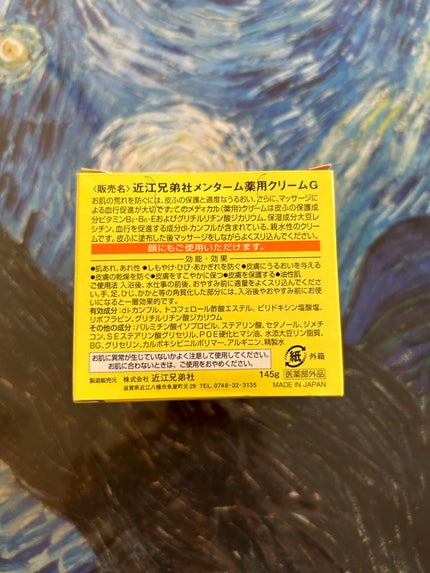 〈販売名〉近江兄弟社メンターム薬用クリームG
お肌の荒れを防ぐには、皮ふの保護と適度なうるおい、さらに、マッサージに
よる血行促進が大切です。このメディカル(薬用)クリームは皮ふの保護成
分ビタミンB₂・B₆・Eおよびグリチルリチン酸ジカリウム、保湿成分大豆レ
シチン、血行を促進する成分dl-カンフルが含まれている、親水性のクリー
ムです。皮ふに塗布した後マッサージをしながらよくスリ込んでください。
顔にもご使用いただけます。
効能・効果
●肌あれ、あれ性 ●しもやけ・ひび・あかぎれを防ぐ ●皮膚にうるおいを与える
●皮膚の乾燥を防ぐ ●皮膚をすこやかに保つ ●皮膚を保護する ●油性肌
ご使用法 入浴後、水仕事の前後、おやすみ前に適量をよくスリ込んでくださ
い。手、足、ひじ、かかと等の角質化した部分には、入浴後やおやすみ前にお使
いになると一層効果的です。
有効成分:dl-カンフル、トコフェロール酢酸エステル、ピリドキシン塩酸塩、
リボフラビン、グリチルリチン酸ジカリウム
その他の成分:パルミチン酸イソプロピル、ステアリン酸、セタノール、ジメチ
コン、SEステアリン酸グリセリル、POE硬化ヒマシ油、水添大豆リン脂質、
BG、グリセリン、カルボキシビニルポリマー、アルギニン、精製水
お肌に異常が生じていないかよく注意して使用してください。
お肌に合わないときは、ご使用をおやめください。
紙 外箱
145g 医薬部外品
製造販売元 株式会社 近江兄弟社
滋賀県近江八幡市魚屋町元29 TEL.0748-32-3135
MADE IN JAPAN